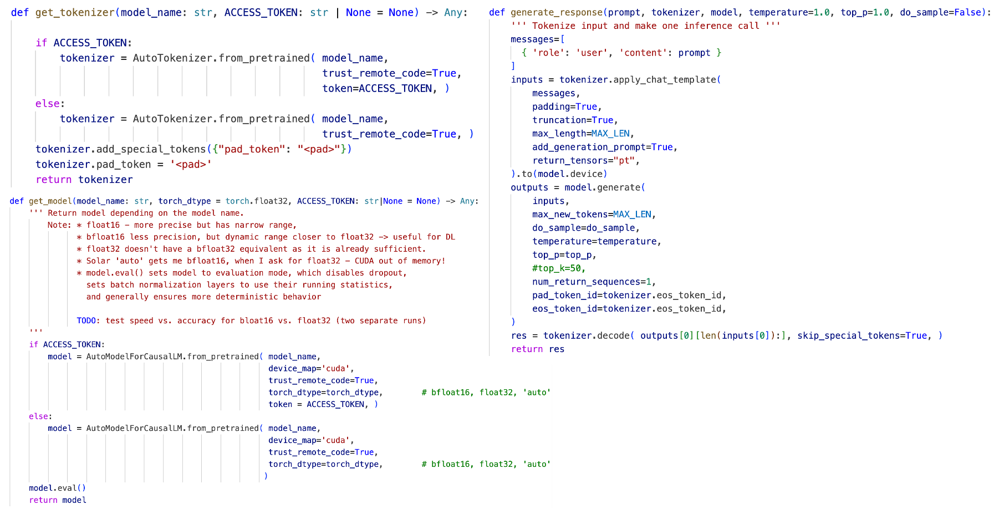 def get_tokenizer(model_name: str, ACCESS_TOKEN: str | None = None) -> Any:
if ACCESS_TOKEN:
tokenizer = AutoTokenizer.from_pretrained( model_name,
trust_remote_code=True,
token=ACCESS_TOKEN, )
else:
tokenizer = AutoTokenizer.from_pretrained( model_name,
trust_remote_code=True, )
tokenizer.add_special_tokens({"pad_token": "<pad>"})
tokenizer.pad_token = '<pad>'
return tokenizer
def get_model(model_name: str, torch_dtype = torch.float32, ACCESS_TOKEN: str|None = None) -> Any:
''' Return model depending on the model name.
Note: * float16 - more precise but has narrow range,
* bfloat16 less precision, but dynamic range closer to float32 -> useful for DL
* float32 doesn't have a bfloat32 equivalent as it is already sufficient.
* Solar 'auto' gets me bfloat16, when I ask for float32 - CUDA out of memory!
* model.eval() sets model to evaluation mode, which disables dropout,
sets batch normalization layers to use their running statistics,
and generally ensures more deterministic behavior
TODO: test speed vs. accuracy for bloat16 vs. float32 (two separate runs)
'''
if ACCESS_TOKEN:
model = AutoModelForCausalLM.from_pretrained( model_name,
device_map='cuda',
trust_remote_code=True,
torch_dtype=torch_dtype, # bfloat16, float32, 'auto'
token = ACCESS_TOKEN, )
else:
model = AutoModelForCausalLM.from_pretrained( model_name,
device_map='cuda',
trust_remote_code=True,
torch_dtype=torch_dtype, # bfloat16, float32, 'auto'
)
model.eval()
return model
def generate_response(prompt, tokenizer, model, temperature=1.0, top_p=1.0, do_sample=False):
''' Tokenize input and make one inference call '''
messages=[
{ 'role': 'user', 'content': prompt }
]
inputs = tokenizer.apply_chat_template(
messages,
padding=True,
truncation=True,
max_length=MAX_LEN,
add_generation_prompt=True,
return_tensors="pt",
).to(model.device)
outputs = model.generate(
inputs,
max_new_tokens=MAX_LEN,
do_sample=do_sample,
temperature=temperature,
top_p=top_p,
#top_k=50,
num_return_sequences=1,
pad_token_id=tokenizer.eos_token_id,
eos_token_id=tokenizer.eos_token_id,
)
res = tokenizer.decode( outputs[0][len(inputs[0]):], skip_special_tokens=True, )
return res